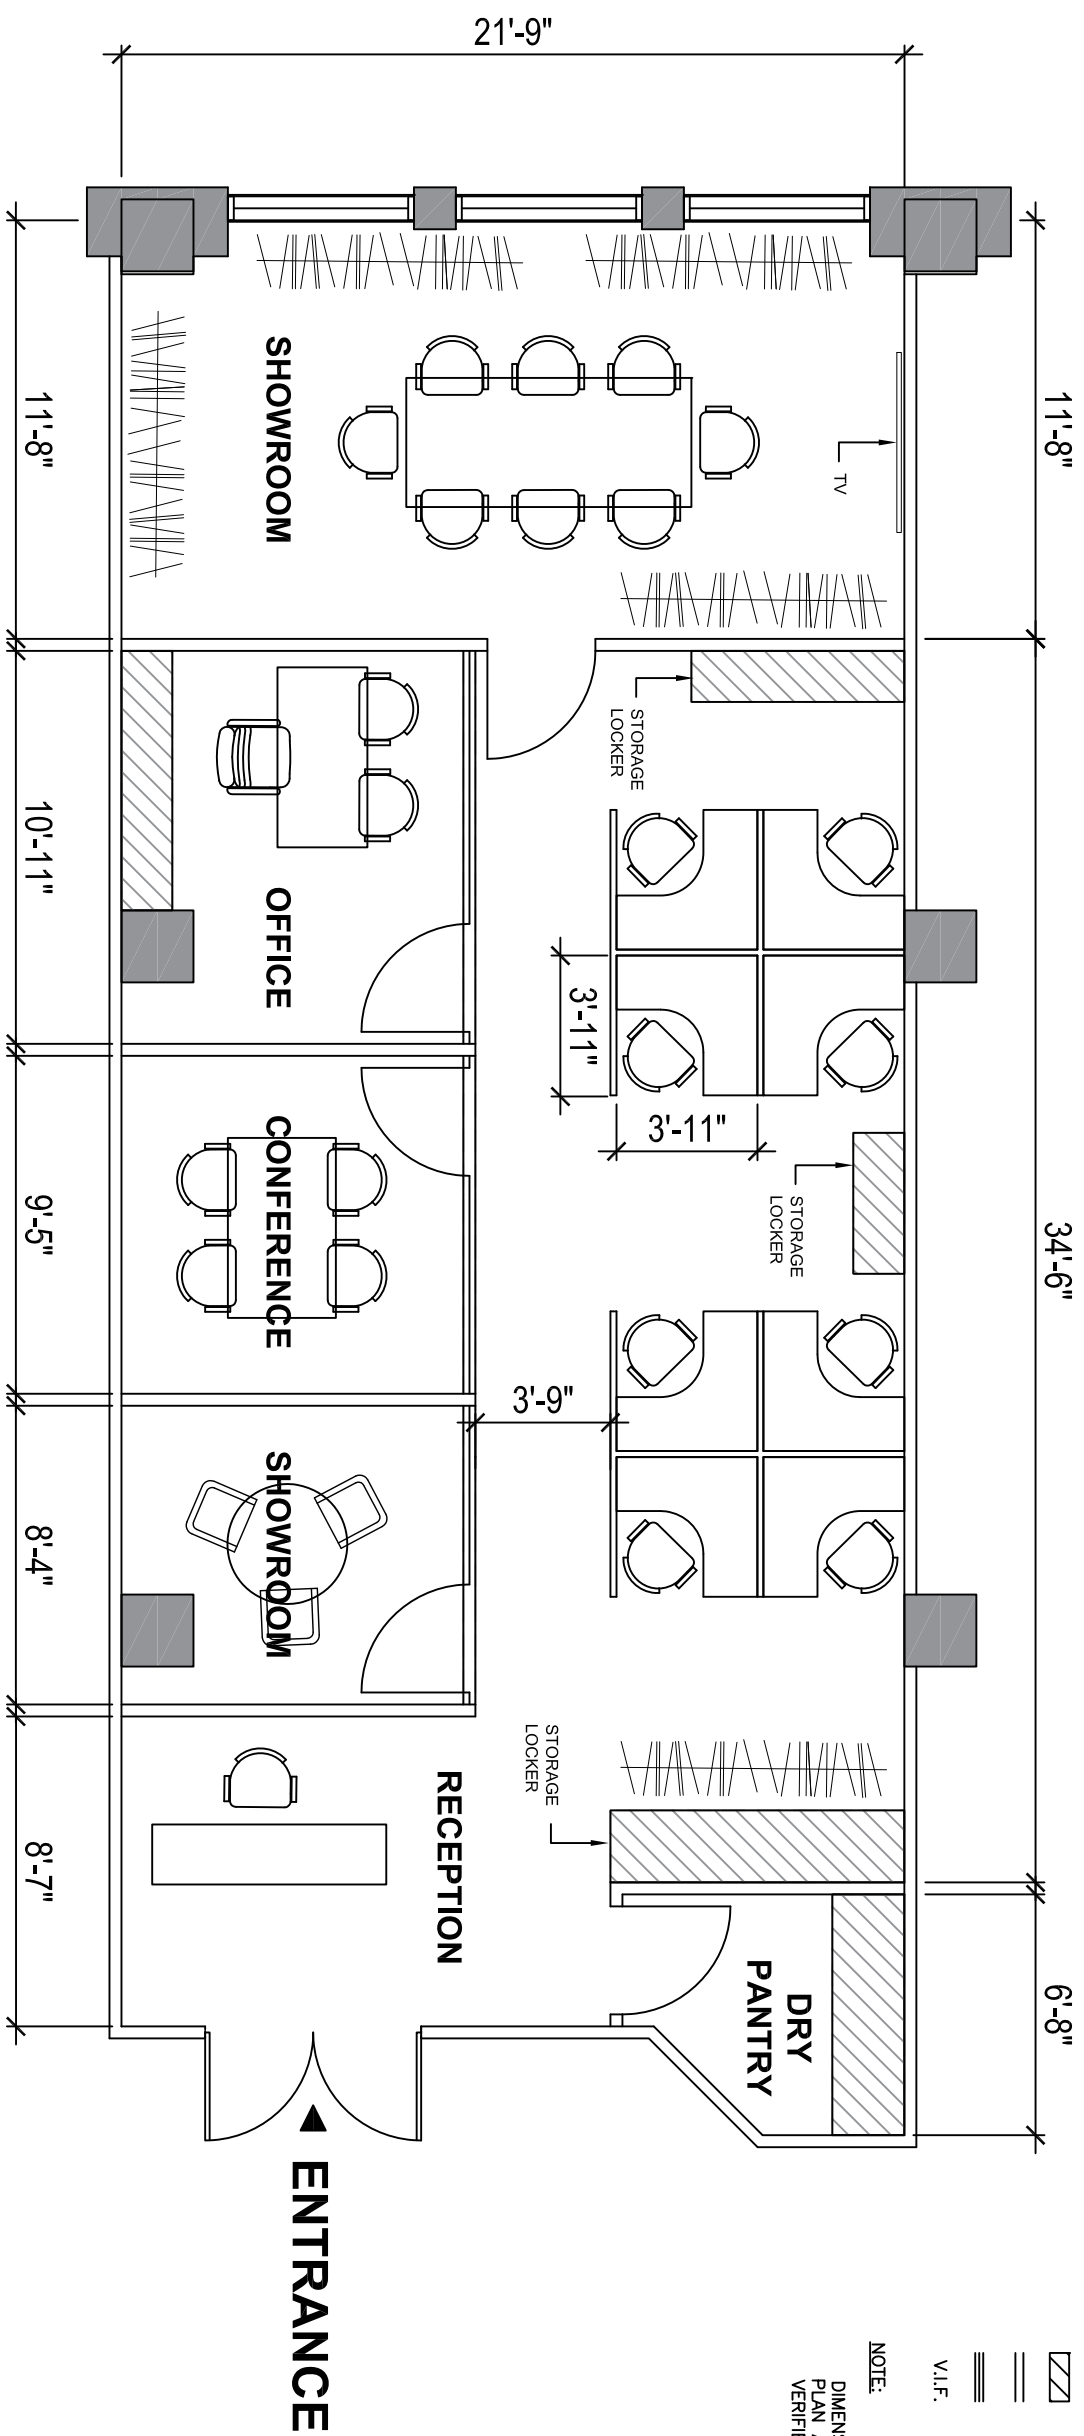 21'-9"
11'-8"
34'-6"
6'-8"
TV
SHOWROOM
STORAGE
LOCKER
OFFICE
3'-11"
3'-11"
STORAGE
LOCKER
CONFERENCE
3'-9"
SHOWROOM
STORAGE
LOCKER
RECEPTION
DRY
PANTRY
ENTRANCE
11'-8"
10'-11"
9'-5"
8'-4"
8'-7"
V.I.F.
NOTE:
PLAN